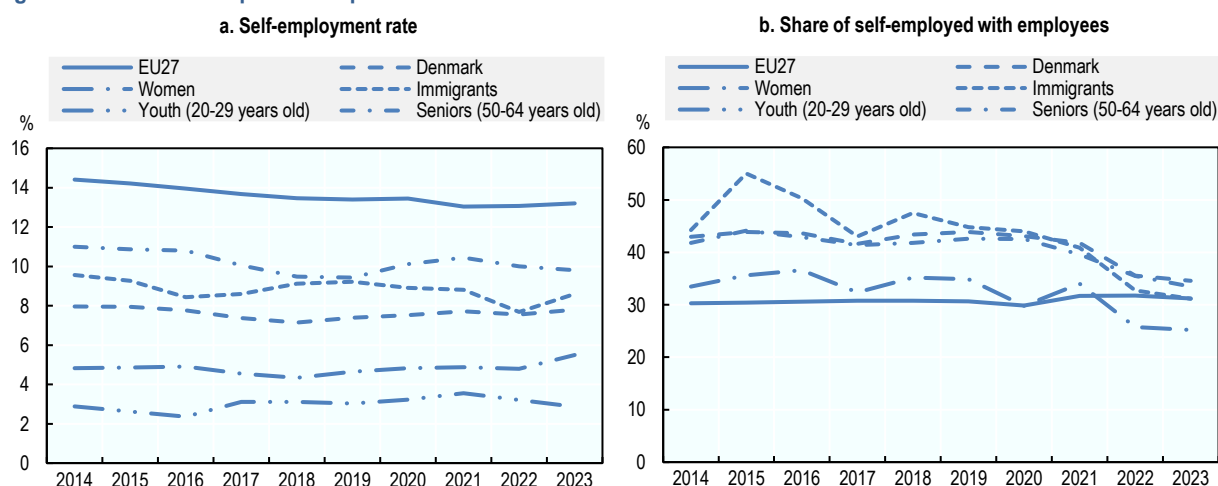 a. Self-employment rate
EU27 Denmark
Women Immigrants
Youth (20-29 years old) Seniors (50-64 years old)
%
16
14
12
10
8
6
4
2
0
2014 2015 2016 2017 2018 2019 2020 2021 2022 2023
b. Share of self-employed with employees
EU27 Denmark
Women Immigrants
Youth (20-29 years old) Seniors (50-64 years old)
%
60
50
40
30
20
10
0
2014 2015 2016 2017 2018 2019 2020 2021 2022 2023